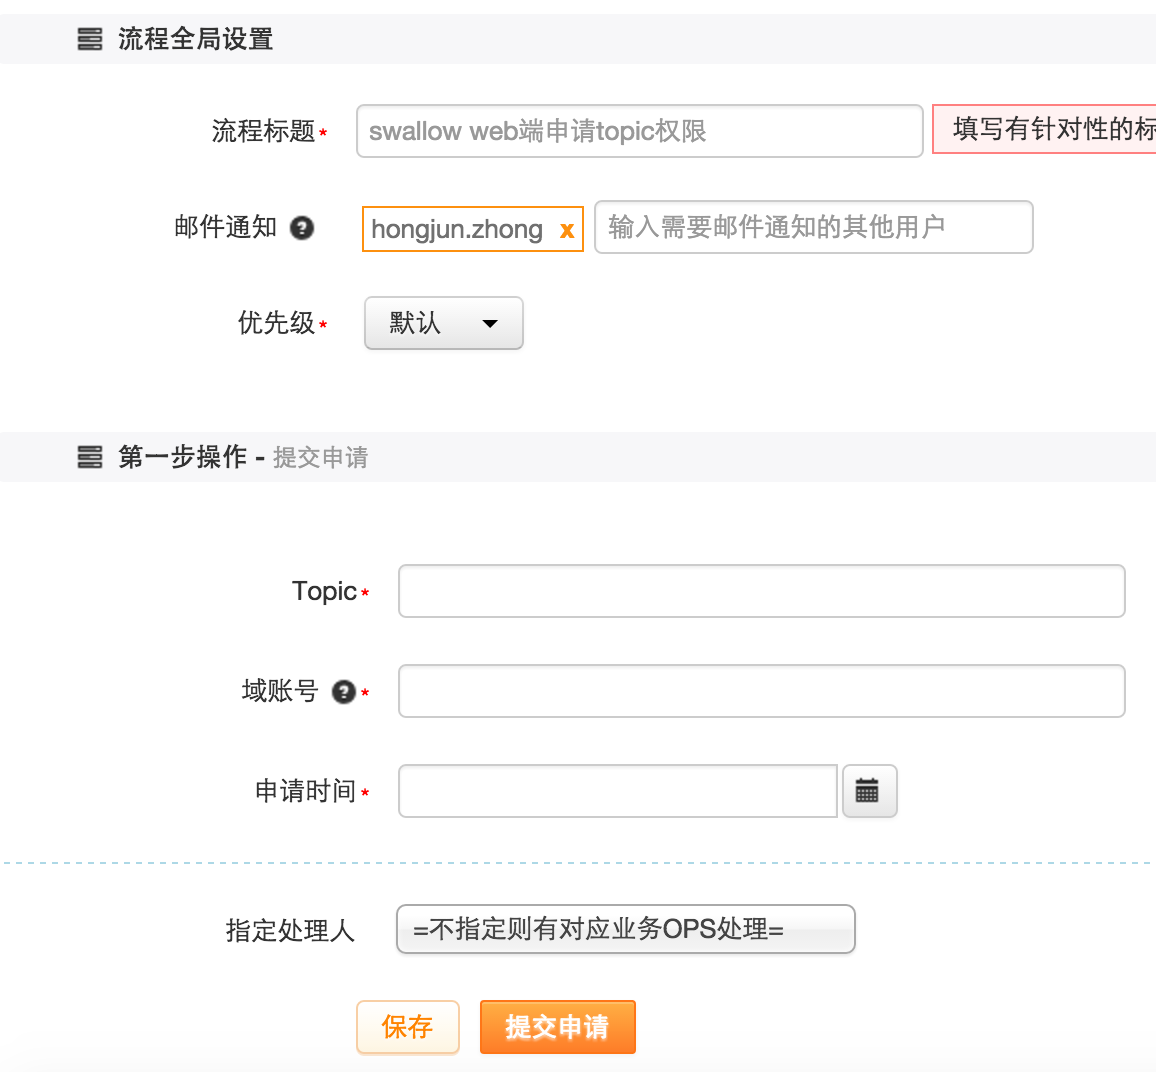 流程全局设置
流程标题* swallow web端申请topic权限 填写有针对性的标
邮件通知 ? hongjun.zhong x 输入需要邮件通知的其他用户
优先级* 默认
第一步操作 - 提交申请
Topic*
域账号 ? *
申请时间*
指定处理人 =不指定则有对应业务OPS处理=
保存 提交申请